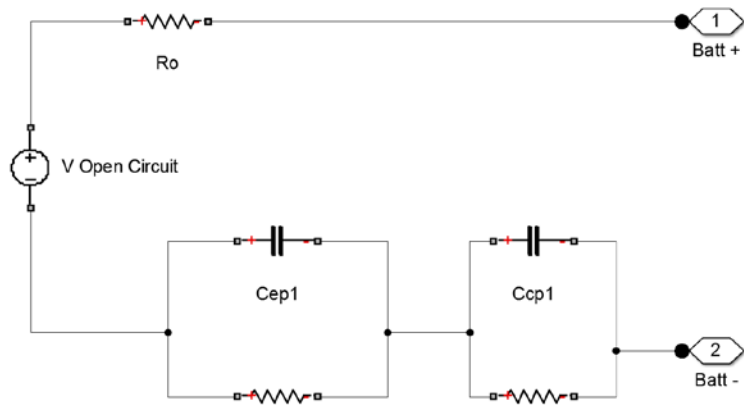 1
Ro
Batt +
+
V Open Circuit
−
Cep1
Ccp1
2
Batt -